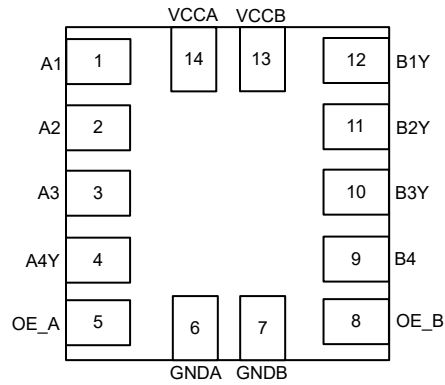 VCCA VCCB
A1 1 14 13 12 B1Y
A2 2 11 B2Y
A3 3 10 B3Y
A4Y 4 9 B4
OE_A 5 6 7 8 OE_B
GNDA GNDB